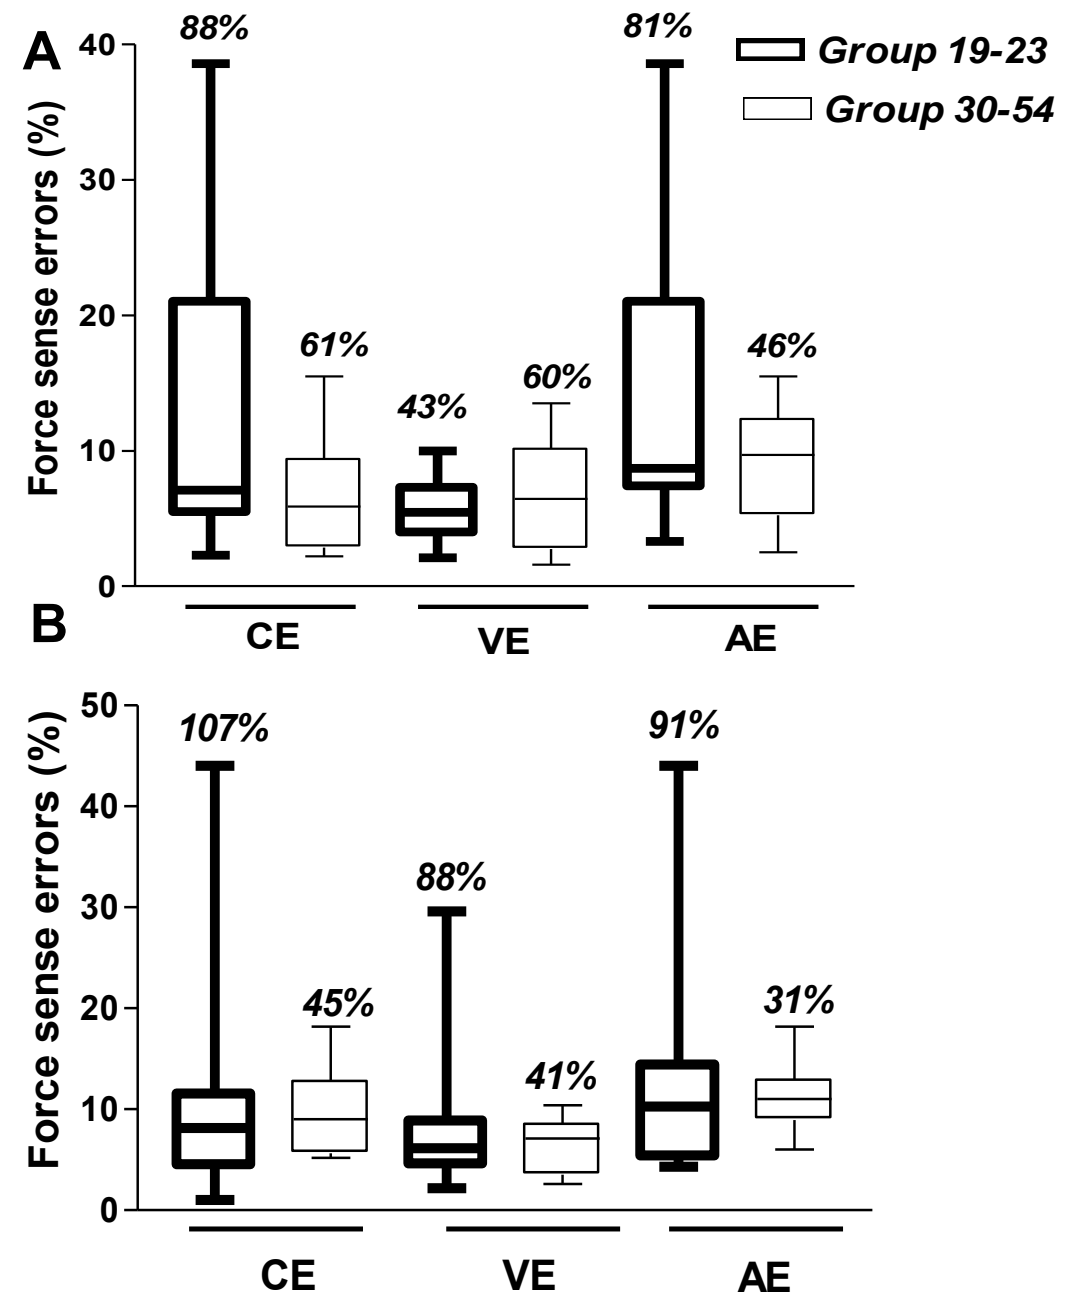 A
88%
81%
Group 19-23
Group 30-54
Force sense errors (%)
40
30
20
10
0
61%
43%
60%
46%
CE
VE
AE
B
Force sense errors (%)
50
40
30
20
10
0
107%
91%
88%
45%
41%
31%
CE
VE
AE